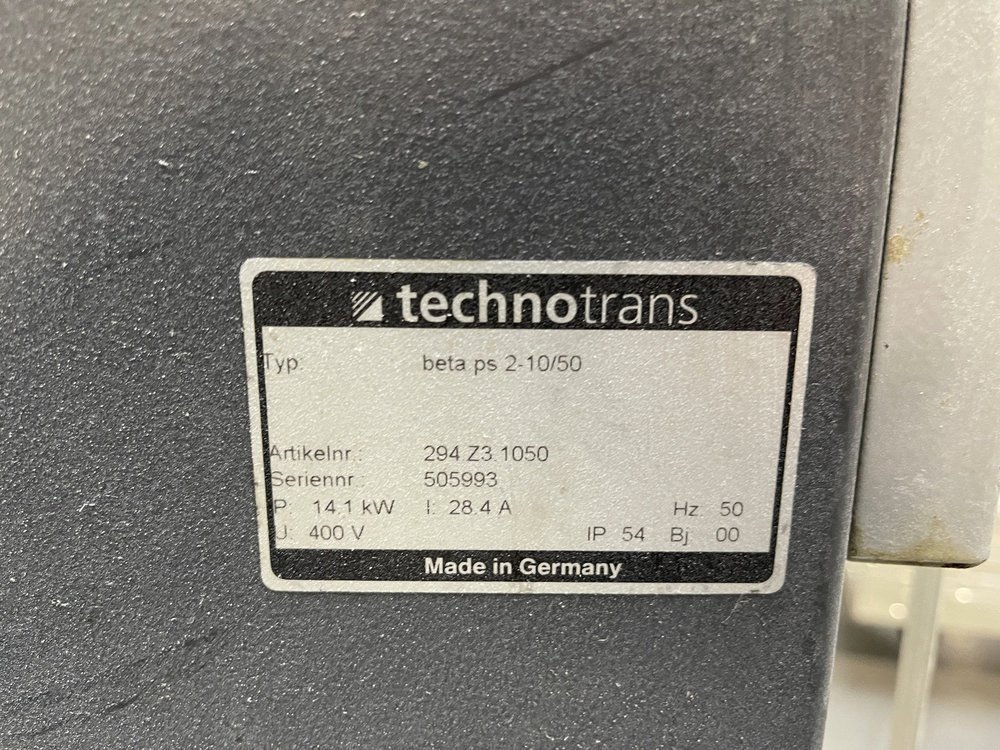 technotrans
Typ: beta ps 2-10/50
Artikelnr.: 294.Z3.1050
Seriennr.: 505993
P: 14.1 kW I: 28.4 A Hz 50
U: 400 V IP 54 Bj. 00
Made in Germany